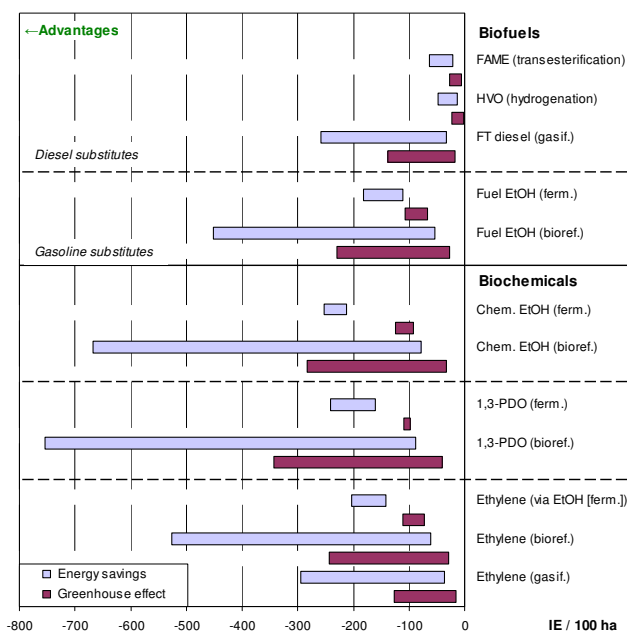 ←Advantages
Biofuels
FAME (transesterification)
HVO (hydrogenation)
FT diesel (gasif.)
Diesel substitutes
Fuel EtOH (ferm.)
Fuel EtOH (bioref.)
Gasoline substitutes
Biochemicals
Chem. EtOH (ferm.)
Chem. EtOH (bioref.)
1,3-PDO (ferm.)
1,3-PDO (bioref.)
Ethylene (via EtOH [ferm.])
Ethylene (bioref.)
Ethylene (gasif.)
Energy savings
Greenhouse effect
-800 -700 -600 -500 -400 -300 -200 -100 0 IE / 100 ha